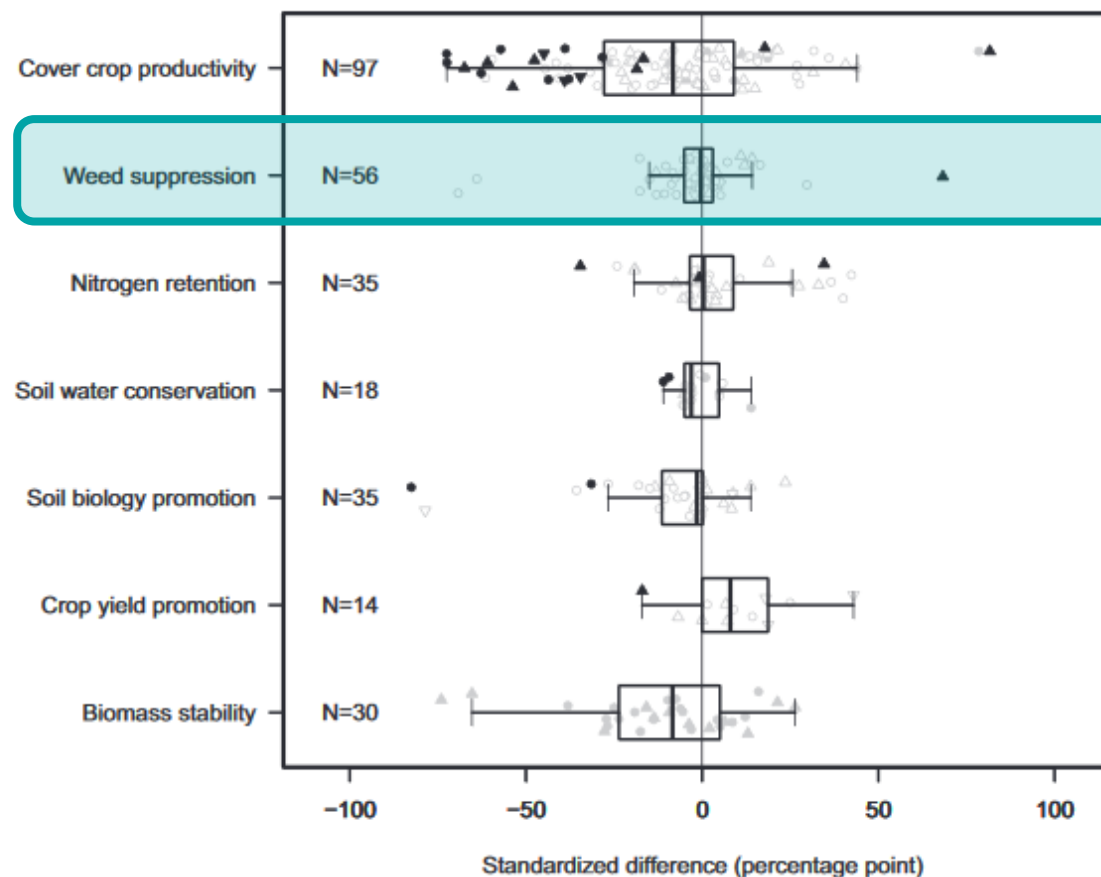 Cover crop productivity N=97
Weed suppression N=56
Nitrogen retention N=35
Soil water conservation N=18
Soil biology promotion N=35
Crop yield promotion N=14
Biomass stability N=30
−100 −50 0 50 100
Standardized difference (percentage point)